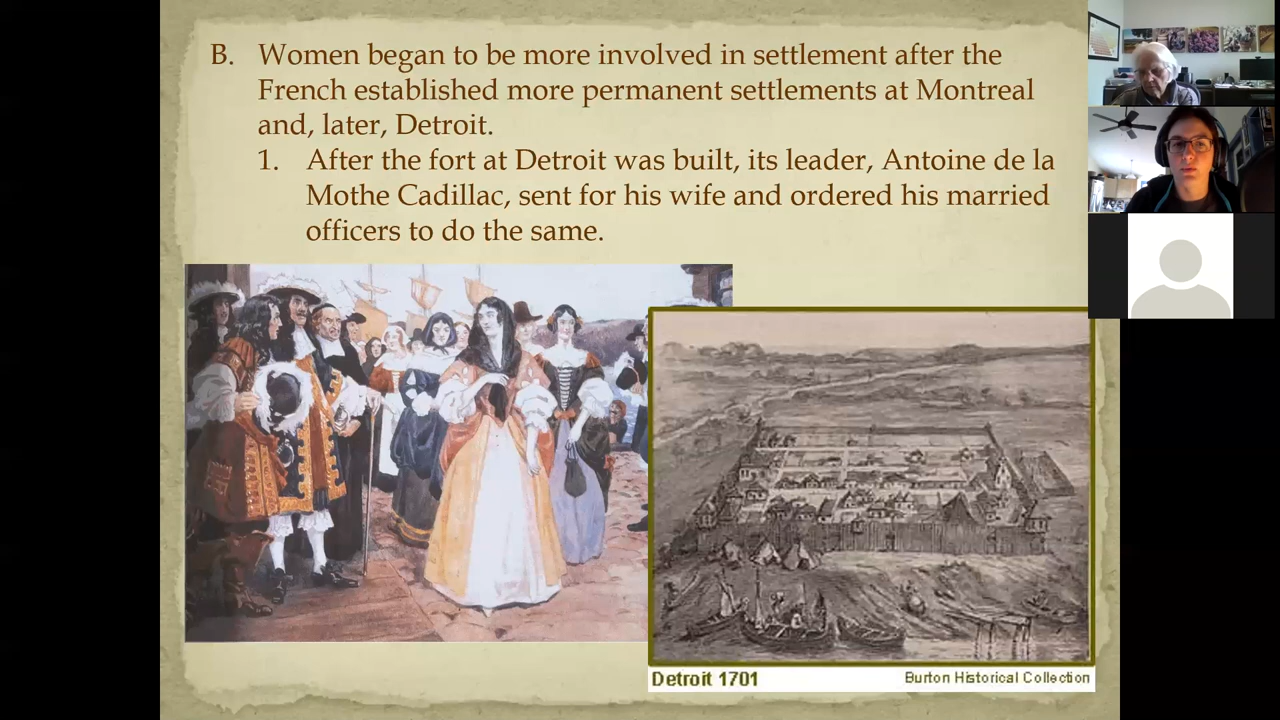 B. Women began to be more involved in settlement after the
French established more permanent settlements at Montreal
and, later, Detroit.
1. After the fort at Detroit was built, its leader, Antoine de la
Mothe Cadillac, sent for his wife and ordered his married
officers to do the same.
Detroit 1701
Burton Historical Collection